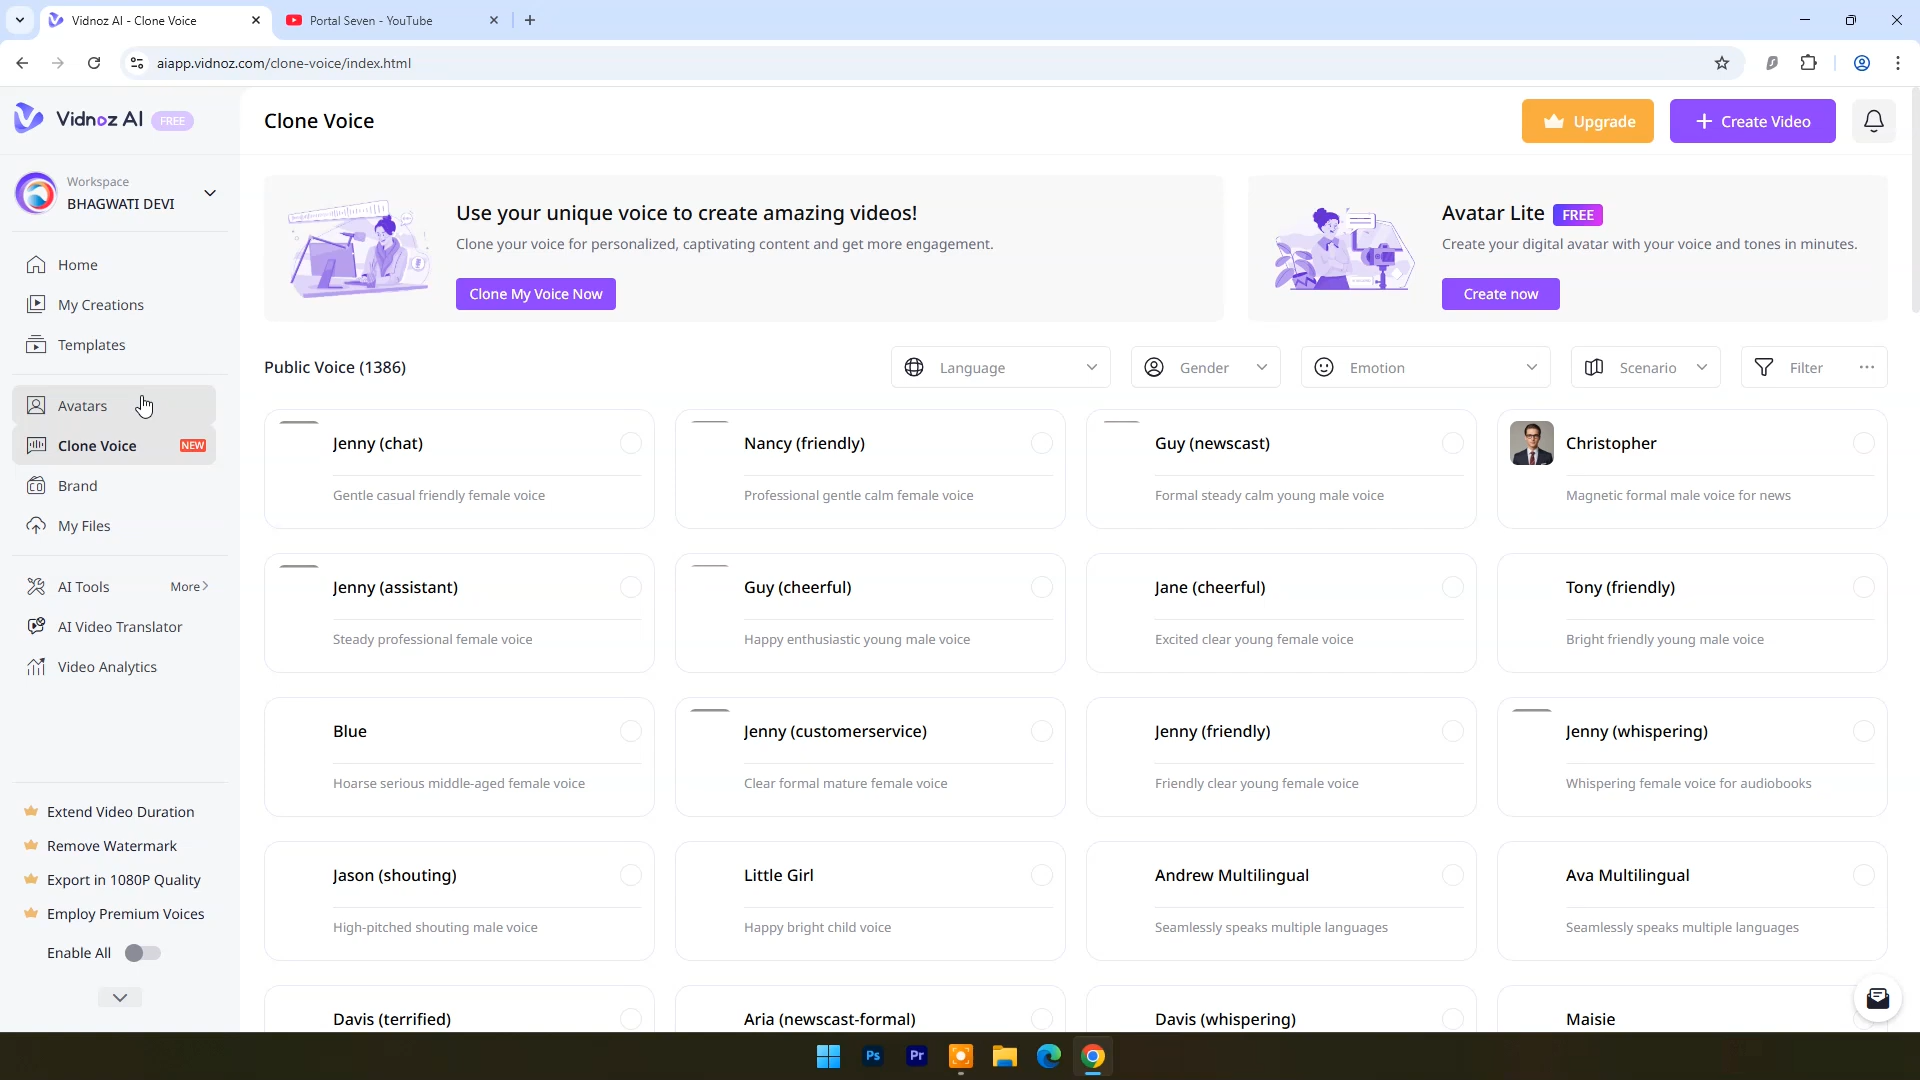 Vidnoz AI - Clone Voice
Portal Seven - YouTube
aiapp.vidnoz.com/clone-voice/index.html
Vidnoz AI FREE
Workspace
BHAGWATI DEVI
Home
My Creations
Templates
Avatars
Clone Voice NEW
Brand
My Files
AI Tools More
AI Video Translator
Video Analytics
Extend Video Duration
Remove Watermark
Export in 1080P Quality
Employ Premium Voices
Enable All
Clone Voice
Upgrade
+ Create Video
Use your unique voice to create amazing videos!
Clone your voice for personalized, captivating content and get more engagement.
Clone My Voice Now
Avatar Lite FREE
Create your digital avatar with your voice and tones in minutes.
Create now
Public Voice (1386)
Language
Gender
Emotion
Scenario
Filter
Jenny (chat)
Gentle casual friendly female voice
Nancy (friendly)
Professional gentle calm female voice
Guy (newscast)
Formal steady calm young male voice
Christopher
Magnetic formal male voice for news
Jenny (assistant)
Steady professional female voice
Guy (cheerful)
Happy enthusiastic young male voice
Jane (cheerful)
Excited clear young female voice
Tony (friendly)
Bright friendly young male voice
Blue
Hoarse serious middle-aged female voice
Jenny (customerservice)
Clear formal mature female voice
Jenny (friendly)
Friendly clear young female voice
Jenny (whispering)
Whispering female voice for audiobooks
Jason (shouting)
High-pitched shouting male voice
Little Girl
Happy bright child voice
Andrew Multilingual
Seamlessly speaks multiple languages
Ava Multilingual
Seamlessly speaks multiple languages
Davis (terrified)
Aria (newscast-formal)
Davis (whispering)
Maisie
Ps
Pr